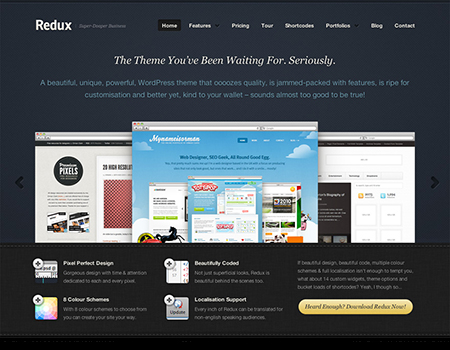 Redux
Super Dooper Business
Home
Features
Pricing
Tour
Shortcodes
Portfolios
Blog
Contact
The Theme You've Been Waiting For. Seriously.
A beautiful, unique, powerful, WordPress theme that oooozes quality, is jammed-packed with features, is ripe for
customisation and better yet, kind to your wallet – sounds almost too good to be true!
Premium
PIXELS
20 HIGH RESOLUTION
Mynameisorman
Web Designer, SEO Geek, All Round Good Egg.
2010
Pixel Perfect Design
Gorgeous design with time & attention
dedicated to each and every pixel.
Beautifully Coded
Not just superficial looks, Redux is
beautiful behind the scenes too.
8 Colour Schemes
With 8 colour schemes to choose from
you can create your site your way.
Update
Localisation Support
Every inch of Redux can be translated for
non-english speaking audiences.
If beautiful design, beautiful code, multiple colour
schemes & full localisation isn't enough to tempt you,
what about 14 custom widgets, theme options and
bucket loads of shortcodes? Yeah, I though so...
Heard Enough? Download Redux Now!